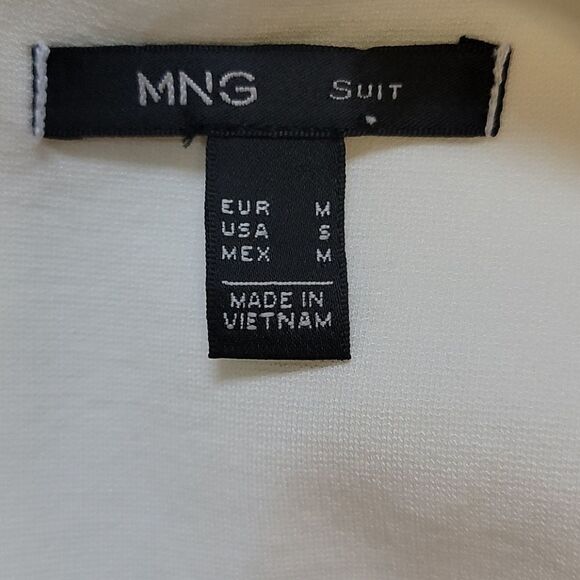 MNG SUIT
EUR M
USA S
MEX M
MADE IN
VIETNAM